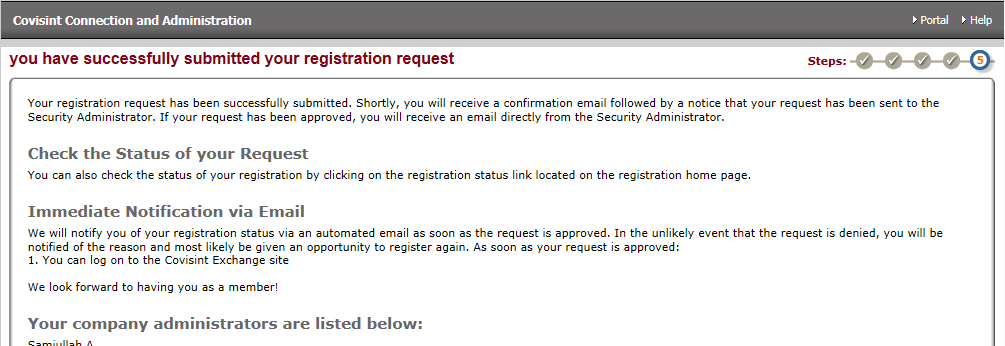 Covisint Connection and Administration
Portal Help
you have successfully submitted your registration request
Steps: 5
Your registration request has been successfully submitted. Shortly, you will receive a confirmation email followed by a notice that your request has been sent to the
Security Administrator. If your request has been approved, you will receive an email directly from the Security Administrator.
Check the Status of your Request
You can also check the status of your registration by clicking on the registration status link located on the registration home page.
Immediate Notification via Email
We will notify you of your registration status via an automated email as soon as the request is approved. In the unlikely event that the request is denied, you will be
notified of the reason and most likely be given an opportunity to register again. As soon as your request is approved:
1. You can log on to the Covisint Exchange site
We look forward to having you as a member!
Your company administrators are listed below:
Samiullah A